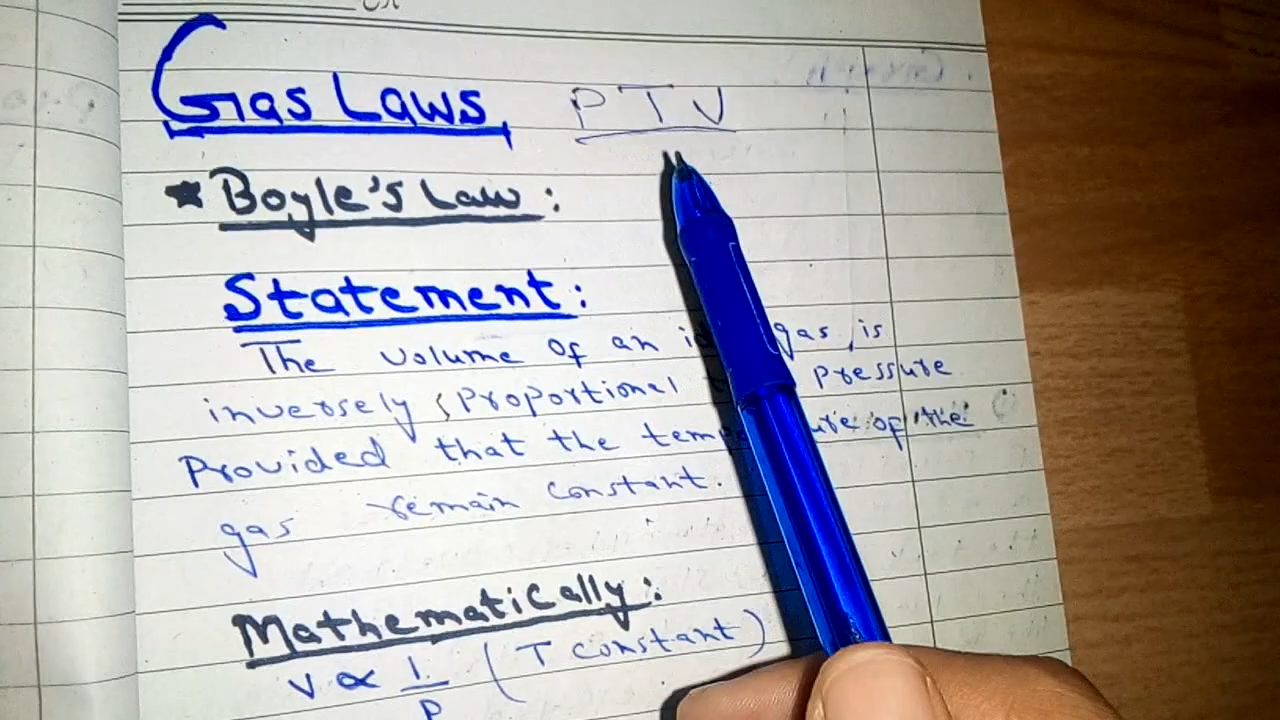 Gas Laws, PTV
* Boyle's Law:
Statement:
The volume of an gas, is
inversely proportional pressure
Provided that the of the
gas remain constant.
Mathematically:
V ∝ 1/P (T constant)